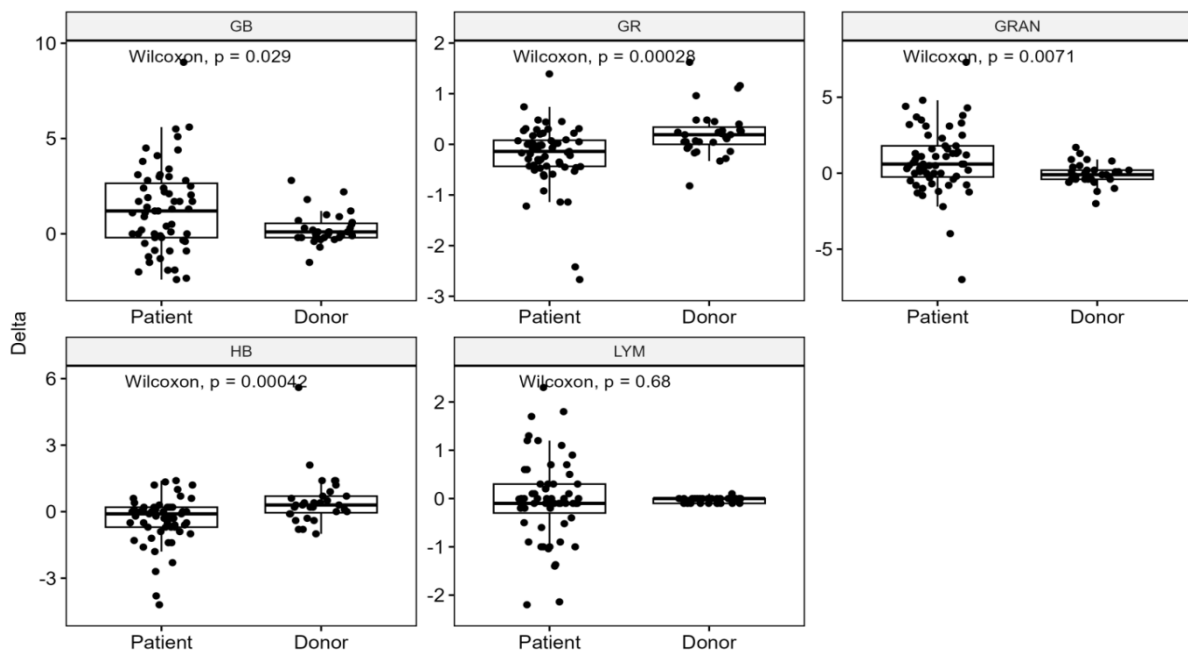 GB
GR
GRAN
10
5
0
Wilcoxon, p = 0.029
2
1
0
-1
-2
-3
Wilcoxon, p = 0.00028
5
0
-5
Wilcoxon, p = 0.0071
Patient Donor
Patient Donor
Patient Donor
Delta
HB
LYM
6
3
0
-3
Wilcoxon, p = 0.00042
2
1
0
-1
-2
Wilcoxon, p = 0.68
Patient Donor
Patient Donor